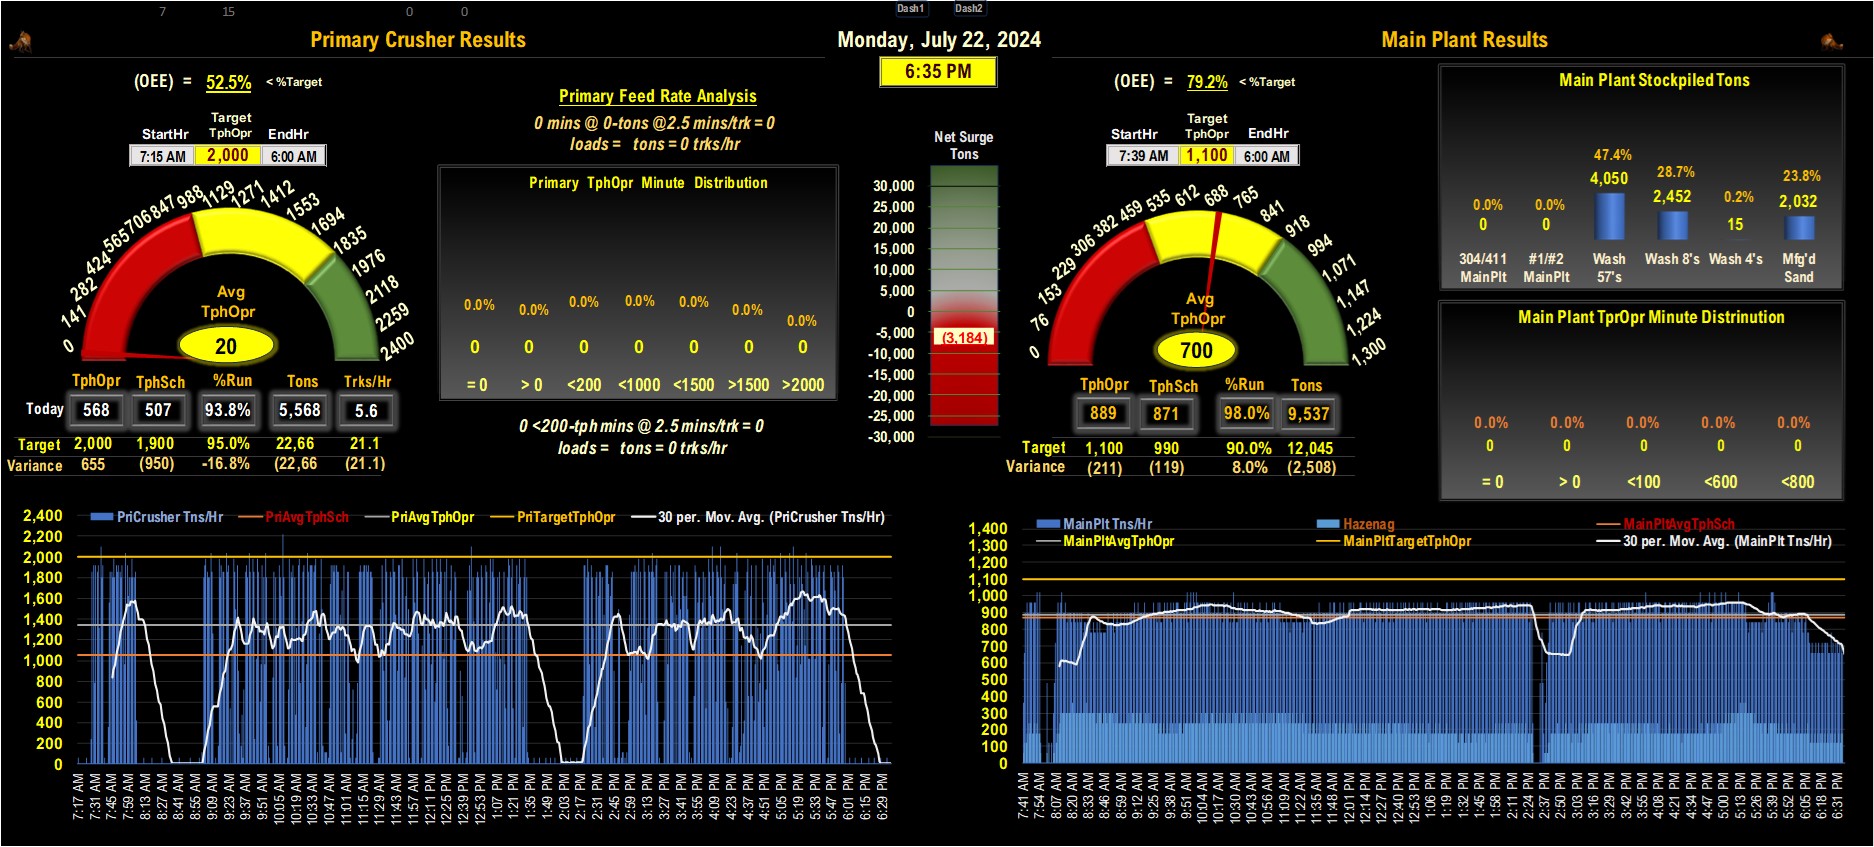 7 15 0 0 Dash1 Dash2
Primary Crusher Results
Monday, July 22, 2024
Main Plant Results
6:35 PM
(OEE) = 52.5% < %Target
Target
StartHr TphOpr EndHr
7:15 AM 2,000 6:00 AM
0 141 282 424 565 706 847 988 1129 1271 1412 1553 1694 1835 1976 2118 2259 2400
Avg
TphOpr
20
TphOpr TphSch %Run Tons Trks/Hr
Today 568 507 93.8% 5,568 5.6
Target 2,000 1,900 95.0% 22,66 21.1
Variance 655 (950) -16.8% (22,66 (21.1)
Primary Feed Rate Analysis
0 mins @ 0-tons @2.5 mins/trk = 0
loads = tons = 0 trks/hr
Primary TphOpr Minute Distribution
0.0% 0.0% 0.0% 0.0% 0.0% 0.0% 0.0%
0 0 0 0 0 0 0
= 0 > 0 <200 <1000 <1500 >1500 >2000
0 <200-tph mins @ 2.5 mins/trk = 0
loads = tons = 0 trks/hr
Net Surge
Tons
30,000
25,000
20,000
15,000
10,000
5,000
0
-5,000
(3,184)
-10,000
-15,000
-20,000
-25,000
-30,000
(OEE) = 79.2% < %Target
Target
StartHr TphOpr EndHr
7:39 AM 1,100 6:00 AM
0 76 153 229 306 382 459 535 612 688 765 841 918 994 1,071 1,147 1,224 1,300
Avg
TphOpr
700
TphOpr TphSch %Run Tons
889 871 98.0% 9,537
Target 1,100 990 90.0% 12,045
Variance (211) (119) 8.0% (2,508)
Main Plant Stockpiled Tons
0.0% 0.0% 47.4% 28.7% 0.2% 23.8%
0 0 4,050 2,452 15 2,032
304/411 #1/#2 Wash Wash 8's Wash 4's Mfg'd
MainPlt MainPlt 57's Sand
Main Plant TprOpr Minute Distrinution
0.0% 0.0% 0.0% 0.0% 0.0%
0 0 0 0 0
= 0 > 0 <100 <600 <800
PriCrusher Tns/Hr PriAvgTphSch PriAvgTphOpr PriTargetTphOpr 30 per. Mov. Avg. (PriCrusher Tns/Hr)
2,400
2,200
2,000
1,800
1,600
1,400
1,200
1,000
800
600
400
200
0
7:17 AM 7:31 AM 7:45 AM 7:59 AM 8:13 AM 8:27 AM 8:41 AM 8:55 AM 9:09 AM 9:23 AM 9:37 AM 9:51 AM 10:05 AM 10:19 AM 10:33 AM 10:47 AM 11:01 AM 11:15 AM 11:29 AM 11:43 AM 11:57 AM 12:11 PM 12:25 PM 12:39 PM 12:53 PM 1:07 PM 1:21 PM 1:35 PM 1:49 PM 2:03 PM 2:17 PM 2:31 PM 2:45 PM 2:59 PM 3:13 PM 3:27 PM 3:41 PM 3:55 PM 4:09 PM 4:23 PM 4:37 PM 4:51 PM 5:05 PM 5:19 PM 5:33 PM 5:47 PM 6:01 PM 6:15 PM 6:29 PM
MainPlt Tns/Hr Hazenag MainPltAvgTphSch
MainPltAvgTphOpr MainPltTargetTphOpr 30 per. Mov. Avg. (MainPlt Tns/Hr)
1,400
1,300
1,200
1,100
1,000
900
800
700
600
500
400
300
200
100
0
7:41 AM 7:54 AM 8:07 AM 8:20 AM 8:33 AM 8:46 AM 8:59 AM 9:12 AM 9:25 AM 9:38 AM 9:51 AM 10:04 AM 10:17 AM 10:30 AM 10:43 AM 10:56 AM 11:09 AM 11:22 AM 11:35 AM 11:48 AM 12:01 PM 12:14 PM 12:27 PM 12:40 PM 12:53 PM 1:06 PM 1:19 PM 1:32 PM 1:45 PM 1:58 PM 2:11 PM 2:24 PM 2:37 PM 2:50 PM 3:03 PM 3:16 PM 3:29 PM 3:42 PM 3:55 PM 4:08 PM 4:21 PM 4:34 PM 4:47 PM 5:00 PM 5:13 PM 5:26 PM 5:39 PM 5:52 PM 6:05 PM 6:18 PM 6:31 PM